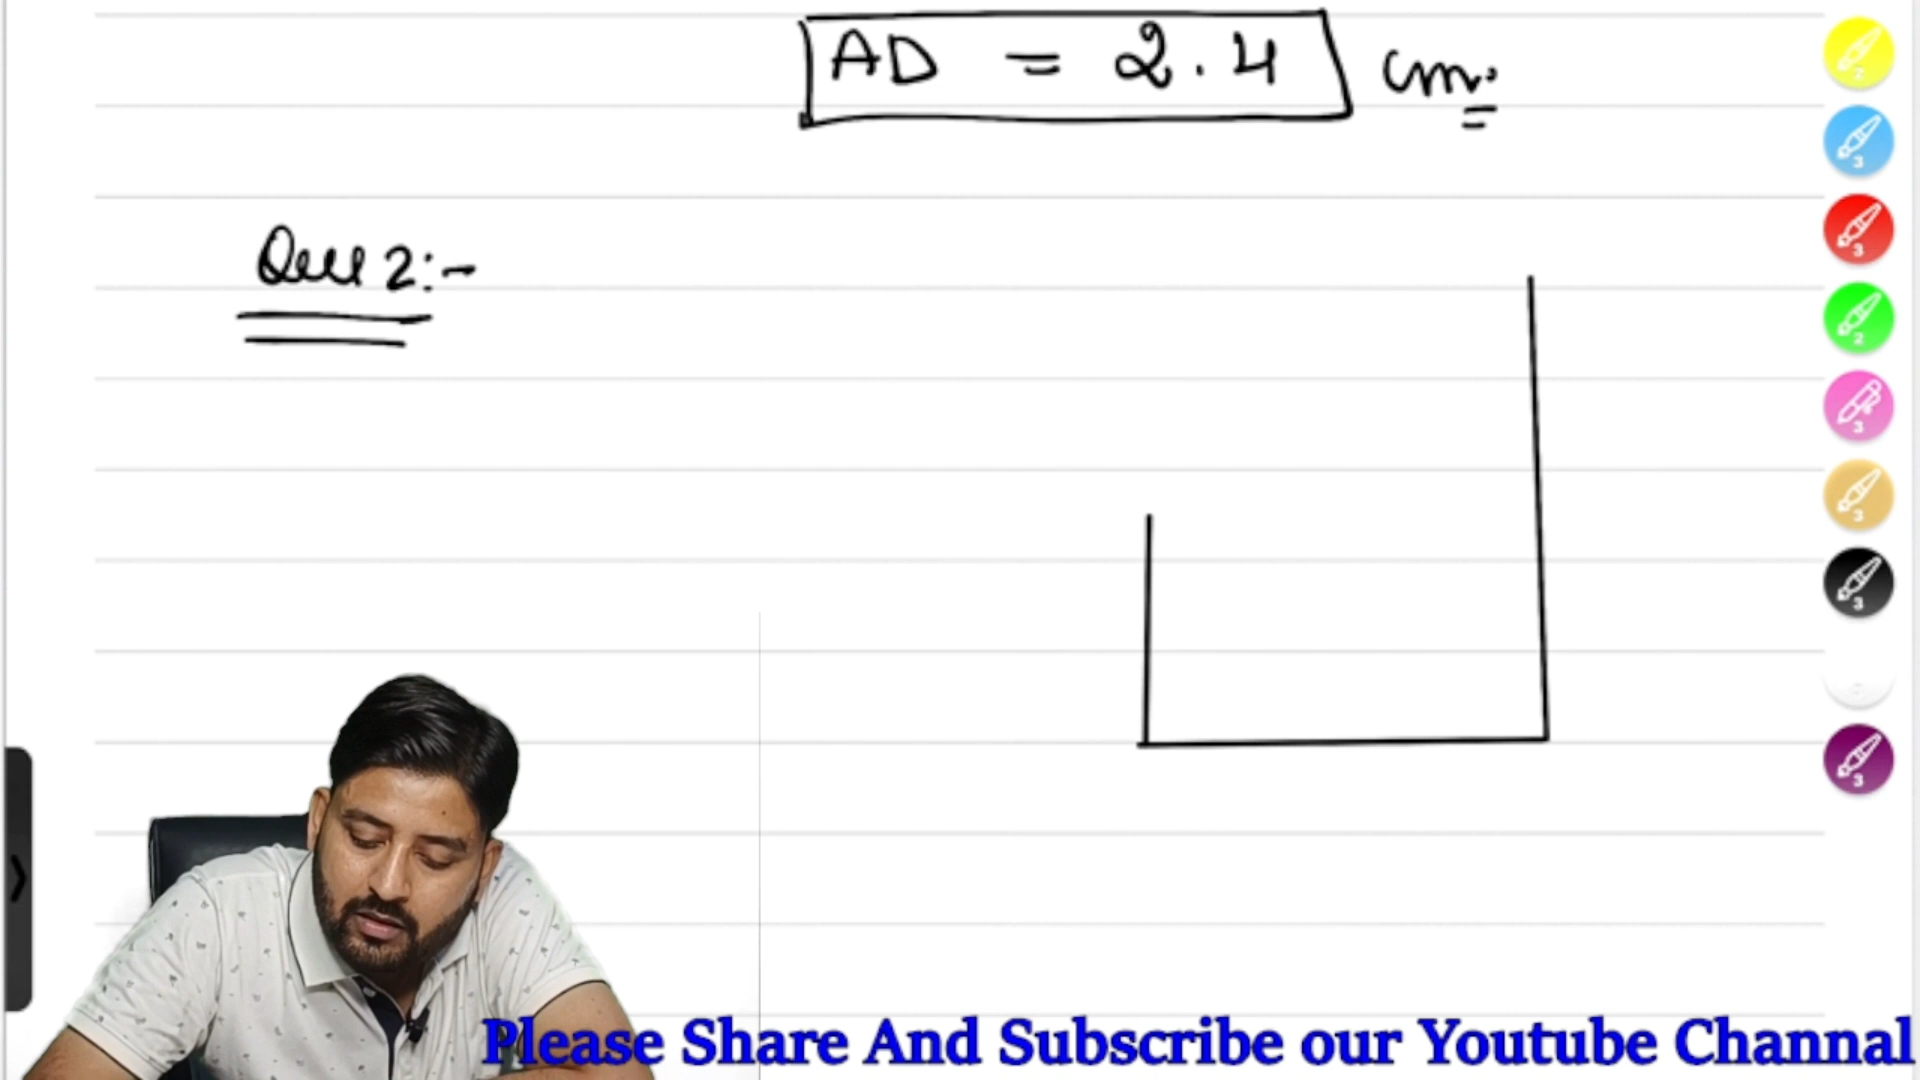 AD = 2.4 cm.
Que 2:-
Please Share And Subscribe our Youtube Channal